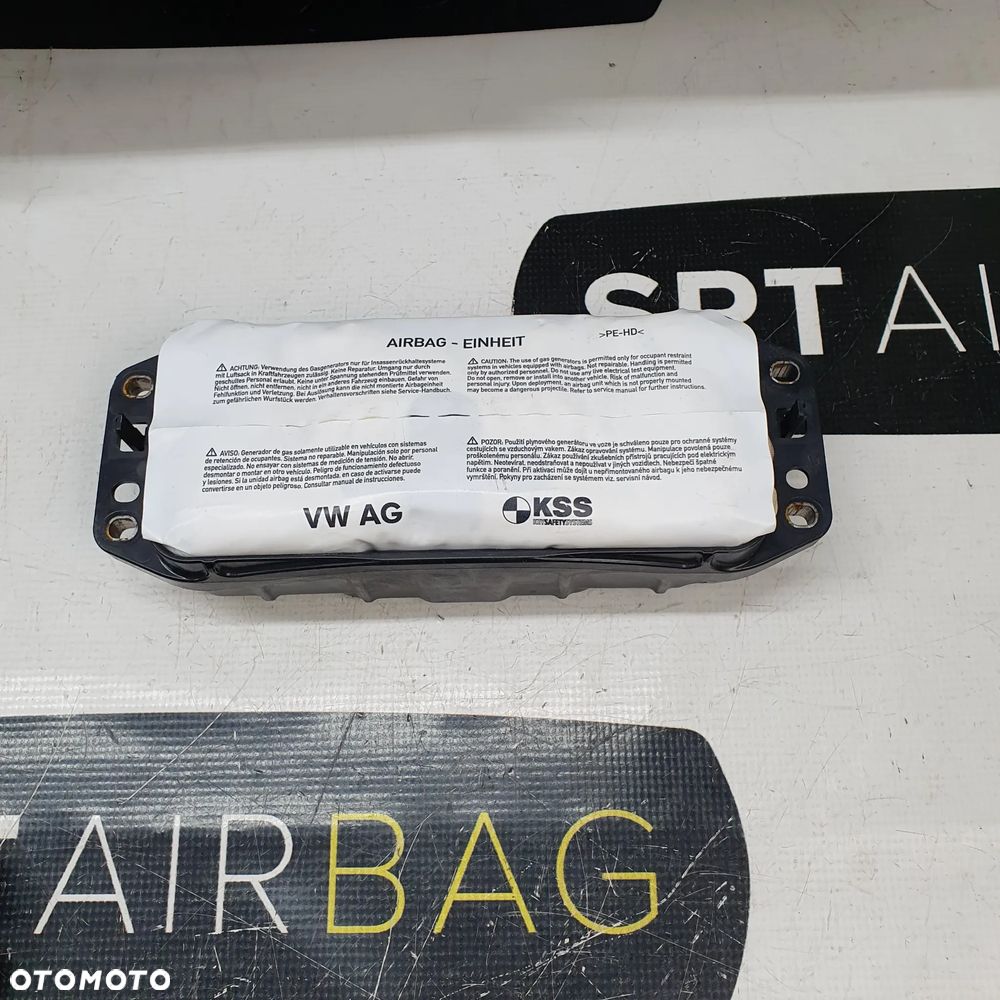 SRT AI
AIRBAG - EINHEIT
>PE-HD<
⚠ ACHTUNG: Verwendung des Gasgenerators nur für Insassenrückhaltesysteme
mit Luftsack in Kraftfahrzeugen zulässig. Keine Reparatur. Umgang nur durch
geschultes Personal erlaubt. Keine unter Spannung stehenden Prüfmittel verwenden.
Nicht öffnen, nicht entfernen, nicht in ein anderes Fahrzeug einbauen. Gefahr von
Fehlfunktion und Verletzung. Bei Auslösung kann die nicht montierte Airbageinheit
zum gefährlichen Wurfstück werden. Verhaltensvorschriften siehe Service-Handbuch.
⚠ CAUTION: The use of gas generators is permitted only for occupant restraint
systems in vehicles equipped with airbags. Not repairable. Handling is permitted
only by authorized personnel. Do not use any live electrical test equipment.
Do not open, remove or install into another vehicle. Risk of malfunction and
personal injury. Upon deployment, an airbag unit which is not properly mounted
may become a dangerous projectile. Refer to service manual for further instructions.
⚠ AVISO: Generador de gas solamente utilizable en vehículos con sistemas
de retención de ocupantes. Sistema no reparable. Manipulación solo por personal
especializado. No ensayar con sistemas de medición de tensión. No abrir,
desmontar o montar en otro vehículo. Peligro de funcionamiento defectuoso
y lesiones. Si la unidad airbag está desmontada, en caso de activarse puede
convertirse en un objeto peligroso. Consultar manual de instrucciones.
⚠ POZOR: Použití plynového generátoru ve voze je schváleno pouze pro ochranné systémy
cestujících se vzduchovým vakem. Zákaz opravování systému. Manipulace povolená pouze
proškolenému personálu. Zákaz používání zkušebních přístrojů pracujících pod elektrickým
napětím. Neotevírat, neodstraňovat a nepoužívat v jiných vozidlech. Nebezpečí špatné
funkce a poranění. Při aktivaci může dojít u nepřimontovaného airbagu k jeho nebezpečnému
vymrštění. Pokyny pro zacházení se systémem viz. servisní návod.
VW AG
KSS
KEY SAFETY SYSTEMS
TAIRBAG
OTOMOTO